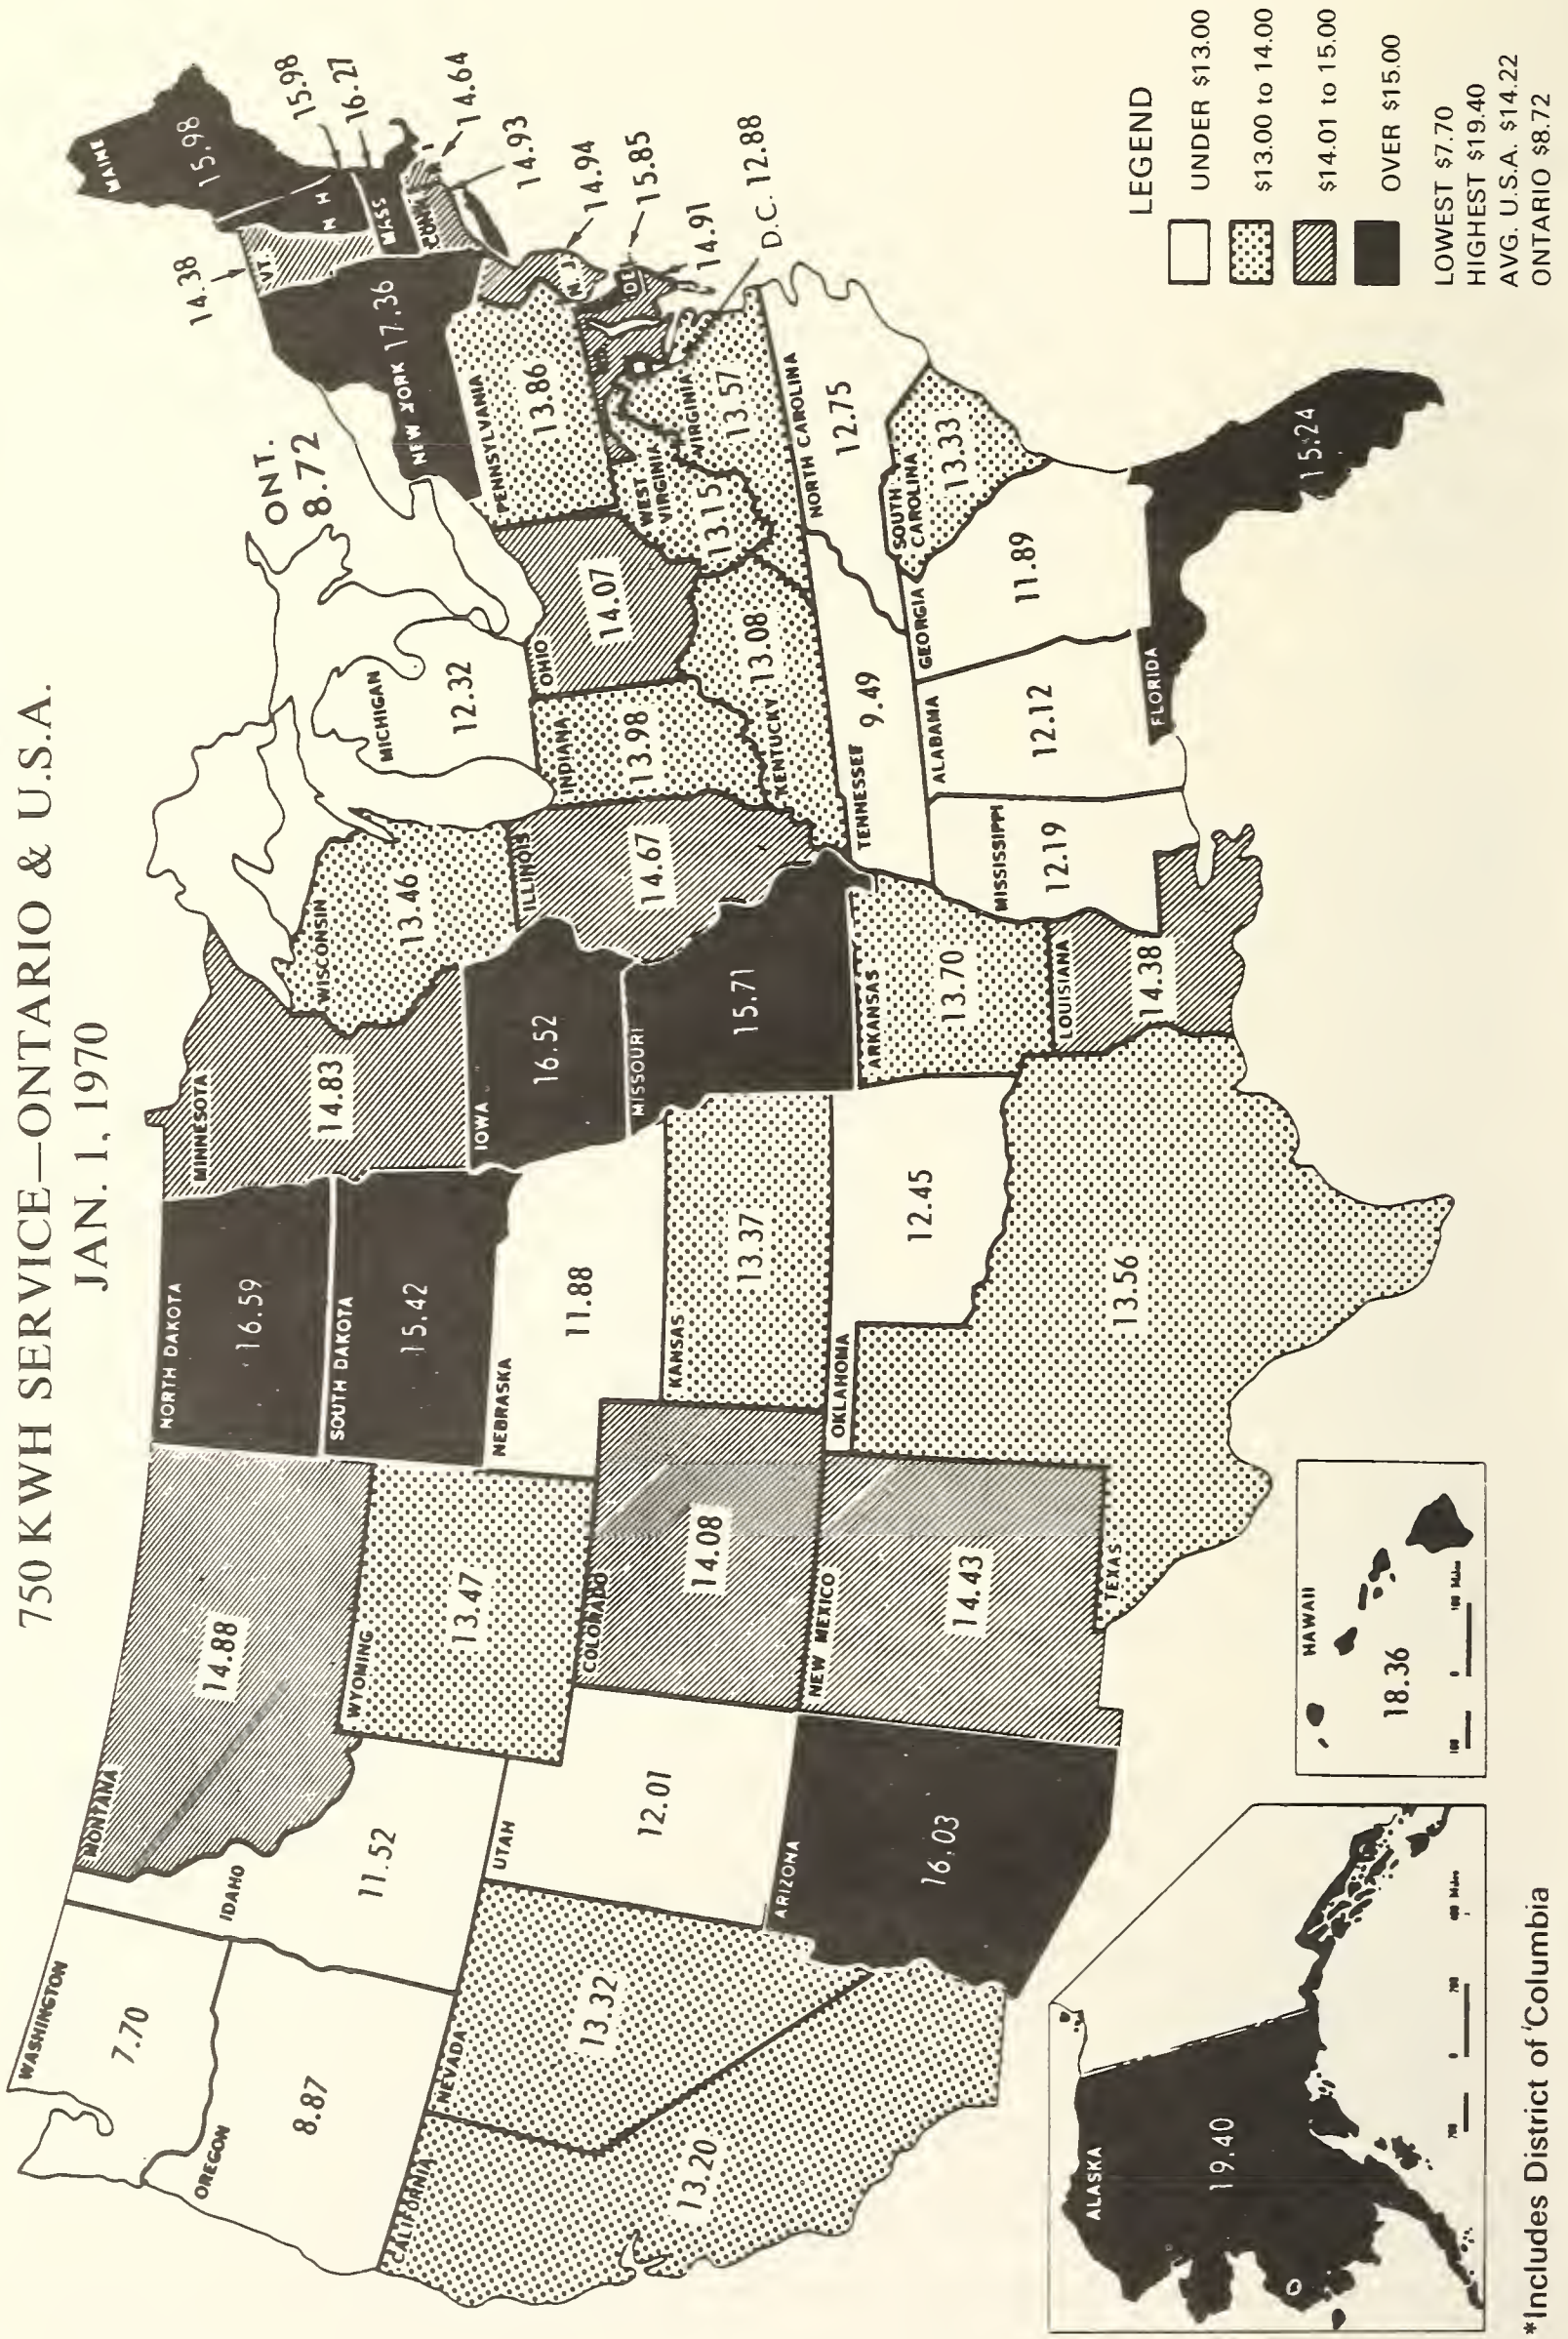 750 KWH SERVICE—ONTARIO & U.S.A.
JAN. 1, 1970
WASHINGTON
7.70
OREGON
8.87
CALIFORNIA
13.20
NEVADA
13.32
IDAHO
11.52
MONTANA
14.88
WYOMING
13.47
UTAH
12.01
ARIZONA
16.03
COLORADO
14.08
NEW MEXICO
14.43
NORTH DAKOTA
16.59
SOUTH DAKOTA
15.42
NEBRASKA
11.88
KANSAS
13.37
OKLAHOMA
12.45
TEXAS
13.56
MINNESOTA
14.83
IOWA
16.52
MISSOURI
15.71
ARKANSAS
13.70
LOUISIANA
14.38
WISCONSIN
13.46
ILLINOIS
14.67
MICHIGAN
12.32
INDIANA
13.98
OHIO
14.07
KENTUCKY 13.08
TENNESSEE 9.49
MISSISSIPPI
12.19
ALABAMA
12.12
GEORGIA
11.89
FLORIDA
15.24
SOUTH
CAROLINA
13.33
NORTH CAROLINA
12.75
WEST
VIRGINIA
13.15
VIRGINIA
13.57
PENNSYLVANIA
13.86
NEW YORK 17.36
ONT.
8.72
VT.
14.38
MAINE
15.98
N H
15.98
MASS
16.27
14.64
CONN
14.93
N.J.
14.94
DEL
15.85
14.91
D.C. 12.88
ALASKA
19.40
HAWAII
18.36
100 0 100 Miles
LEGEND
UNDER $13.00
$13.00 to 14.00
$14.01 to 15.00
OVER $15.00
LOWEST $7.70
HIGHEST $19.40
AVG. U.S.A. $14.22
ONTARIO $8.72
*Includes District of Columbia